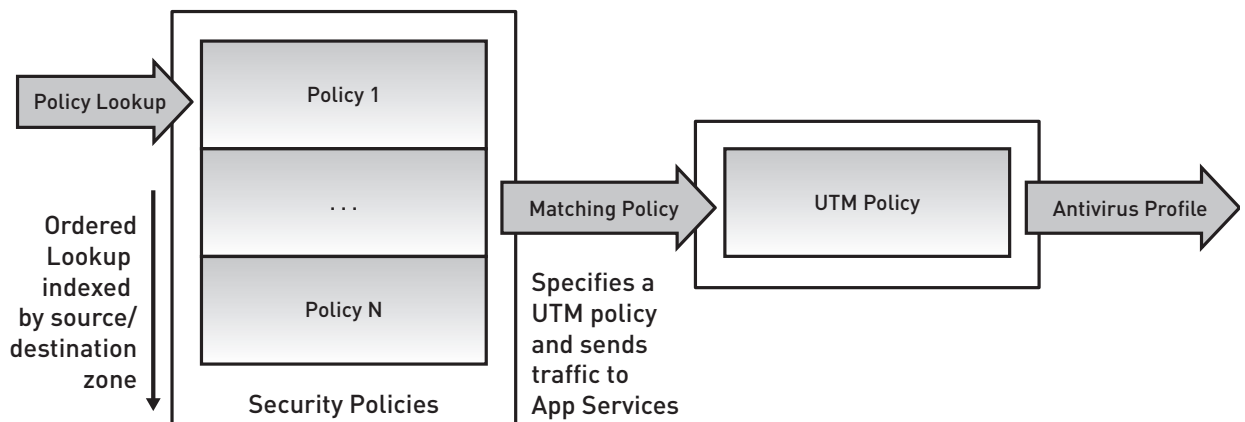 Policy Lookup
Policy 1
. . .
Policy N
Security Policies
Ordered
Lookup
indexed
by source/
destination
zone
Matching Policy
Specifies a
UTM policy
and sends
traffic to
App Services
UTM Policy
Antivirus Profile